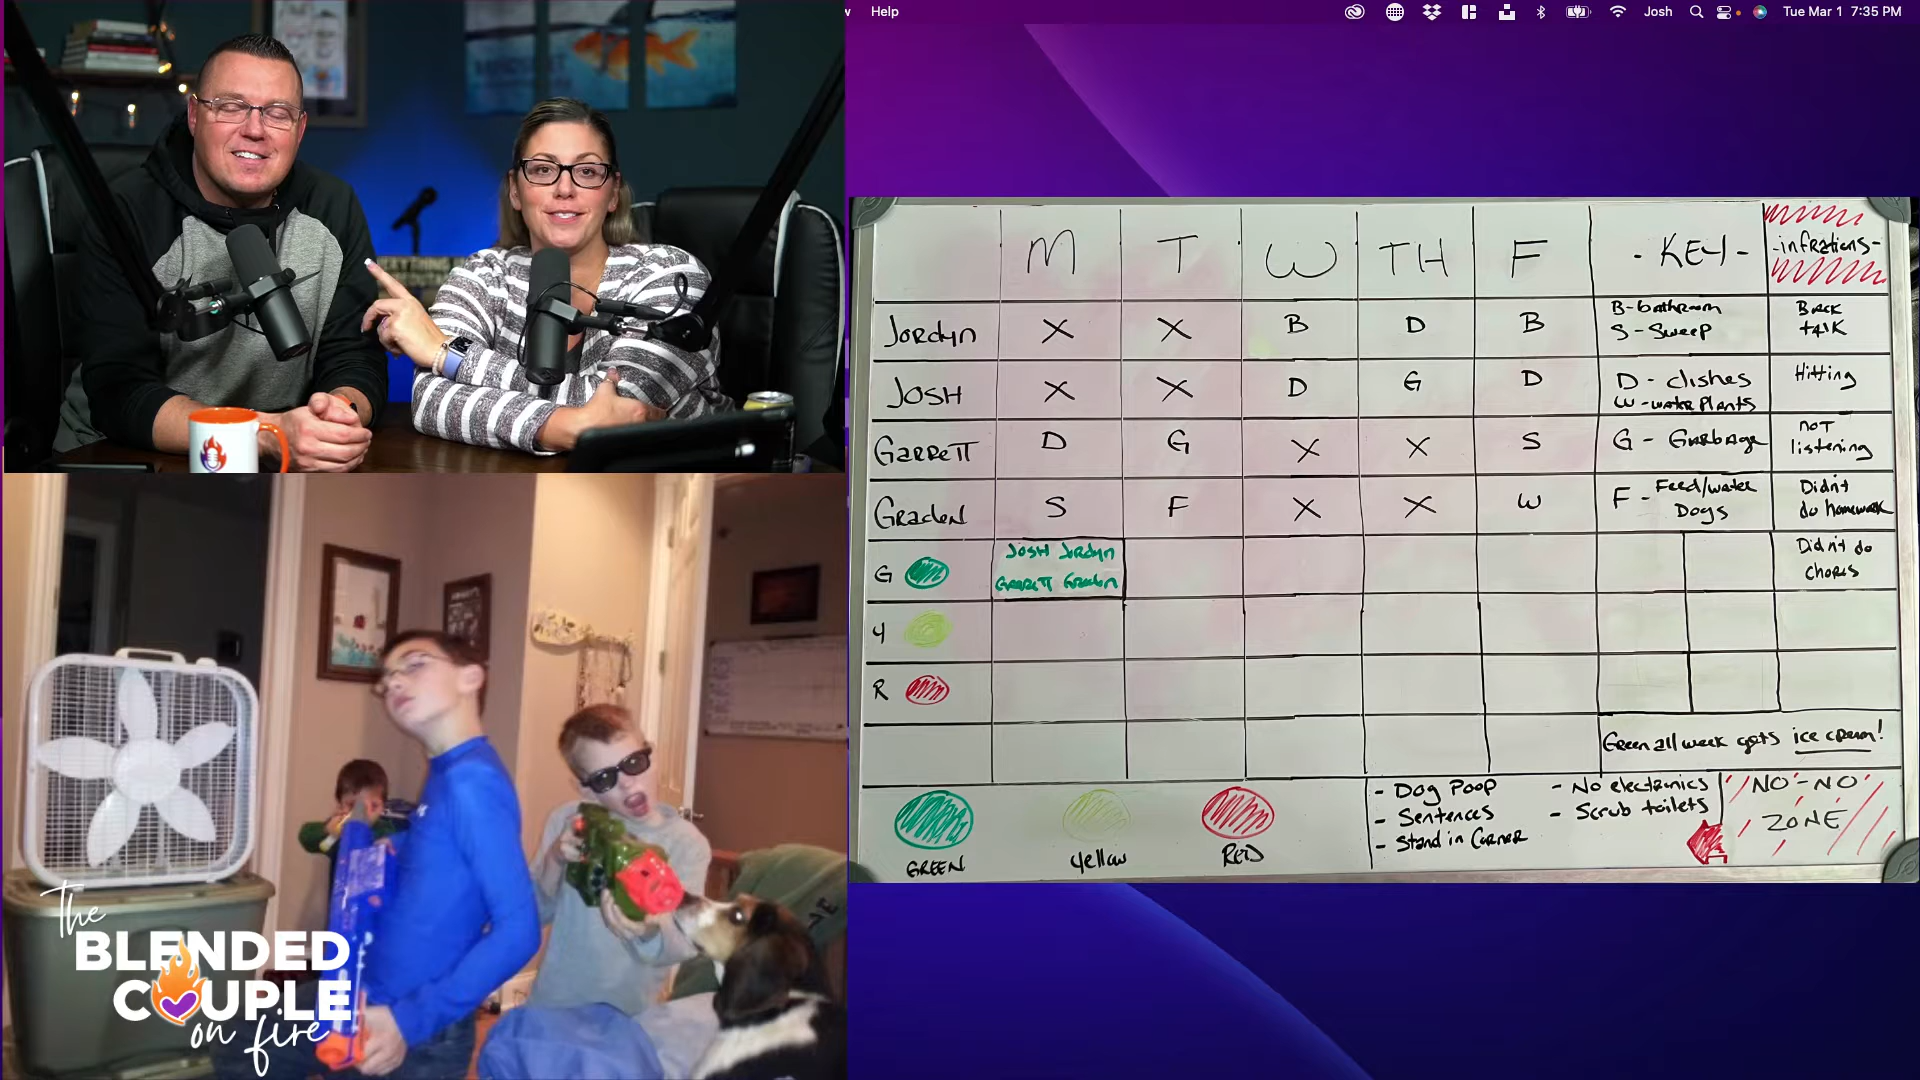 Help
Josh
Tue Mar 1 7:35 PM
M T W TH F - KEY - -infrations-
Jordyn X X B D B B-bathroom S - Sweep Back talk
JOSH X X D G D D - dishes W - water Plants Hitting
GARRETT D G X X S G - Garbage not listening
Graden S F X X W F - Feed/water Dogs Didn't do homework
G JOSH Jordyn Didn't do chores
GARRETT Graden
Y
R
Green all week gets ice cream!
GREEN Yellow RED
- Dog Poop - No electronics
- Sentences - Scrub toilets
- Stand in Corner
NO-NO
ZONE
The
BLENDED
COUPLE
on fire